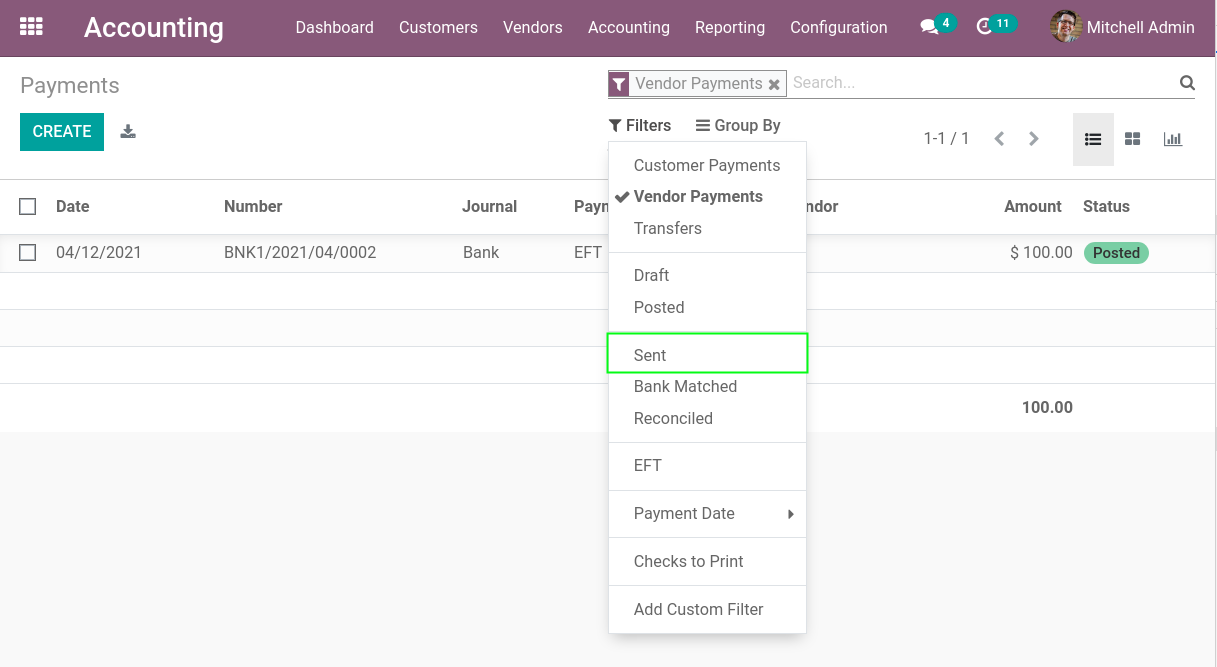 Accounting Dashboard Customers Vendors Accounting Reporting Configuration 4 11 Mitchell Admin
Payments
Vendor Payments Search...
CREATE
Filters Group By
1-1 / 1
Customer Payments
Vendor Payments
Transfers
Draft
Posted
Sent
Bank Matched
Reconciled
EFT
Payment Date
Checks to Print
Add Custom Filter
Date Number Journal Amount Status
04/12/2021 BNK1/2021/04/0002 Bank EFT $ 100.00 Posted
100.00